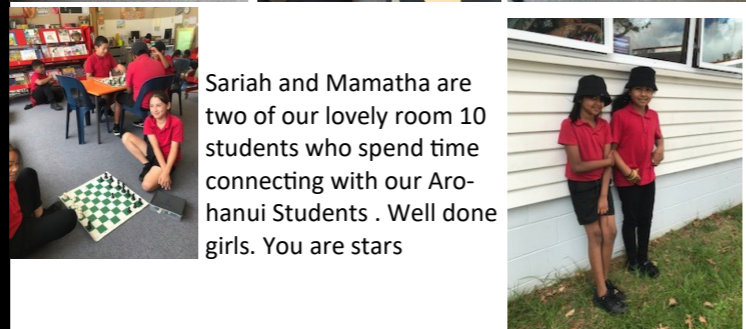 Sariah and Mamatha are
two of our lovely room 10
students who spend time
connecting with our Aro-
hanui Students . Well done
girls. You are stars